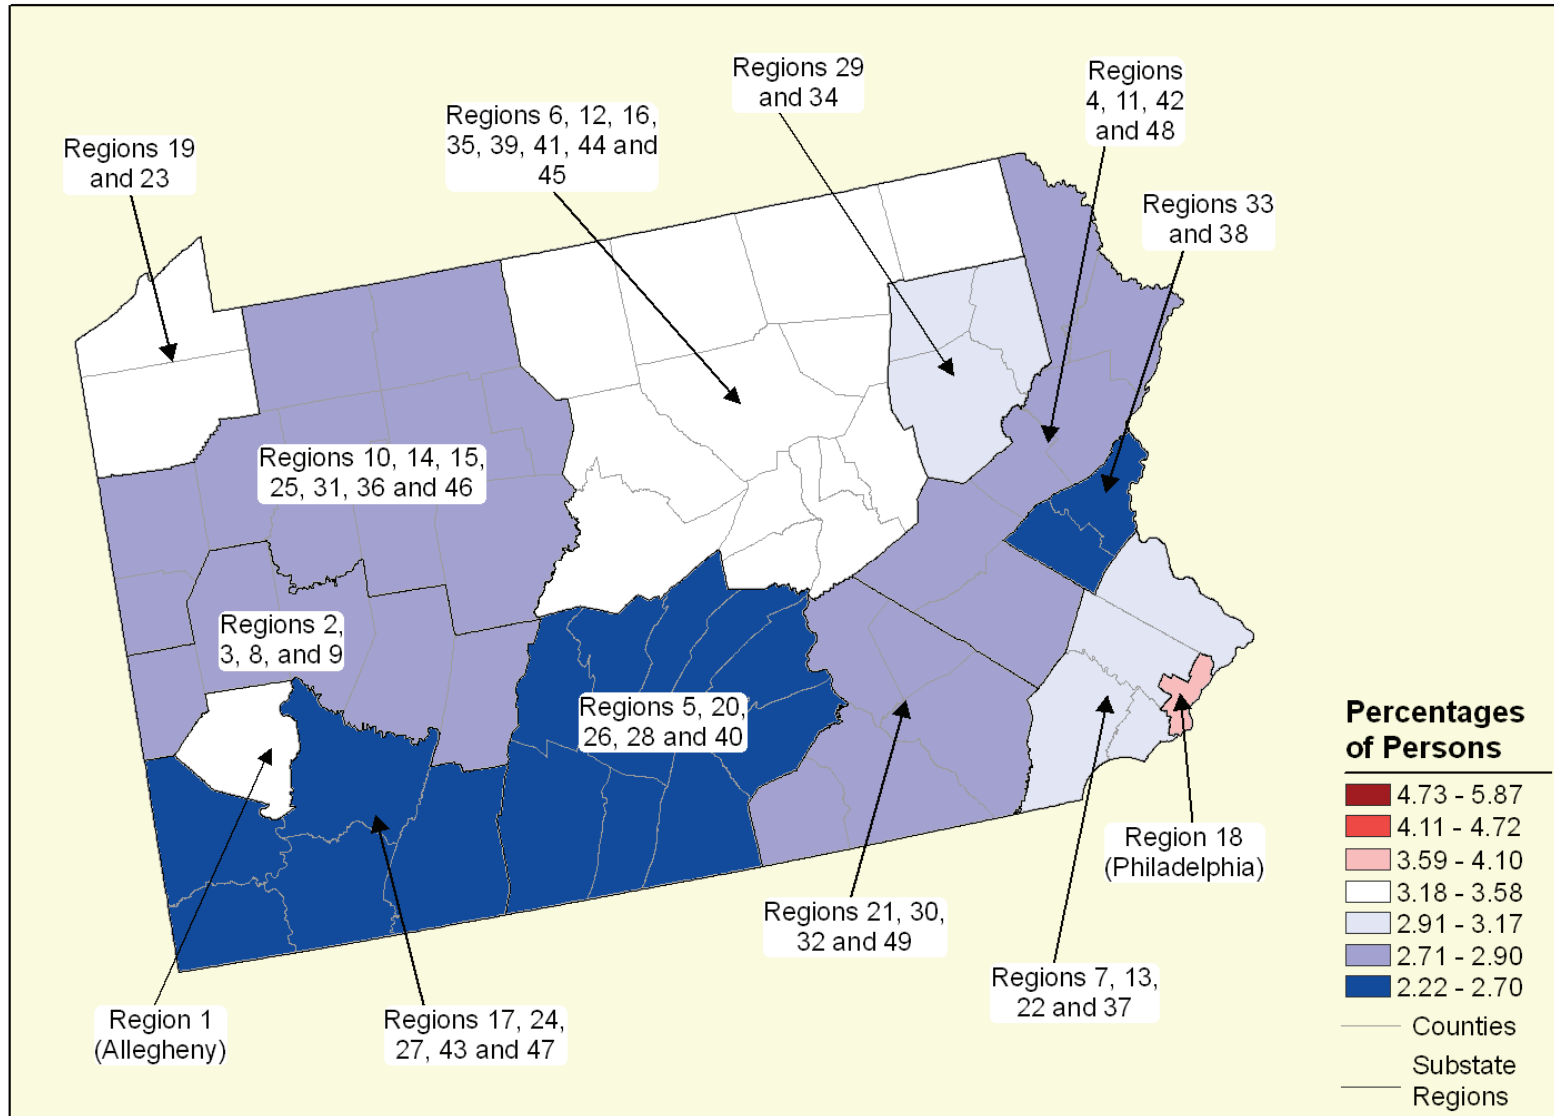 Regions 29
and 34
Regions
4, 11, 42
and 48
Regions 6, 12, 16,
35, 39, 41, 44 and
45
Regions 19
and 23
Regions 33
and 38
Regions 10, 14, 15,
25, 31, 36 and 46
Regions 2,
3, 8, and 9
Regions 5, 20,
26, 28 and 40
Percentages
of Persons
4.73 - 5.87
4.11 - 4.72
3.59 - 4.10
3.18 - 3.58
2.91 - 3.17
2.71 - 2.90
2.22 - 2.70
Counties
Substate
Regions
Region 18
(Philadelphia)
Regions 21, 30,
32 and 49
Regions 7, 13,
22 and 37
Region 1
(Allegheny)
Regions 17, 24,
27, 43 and 47